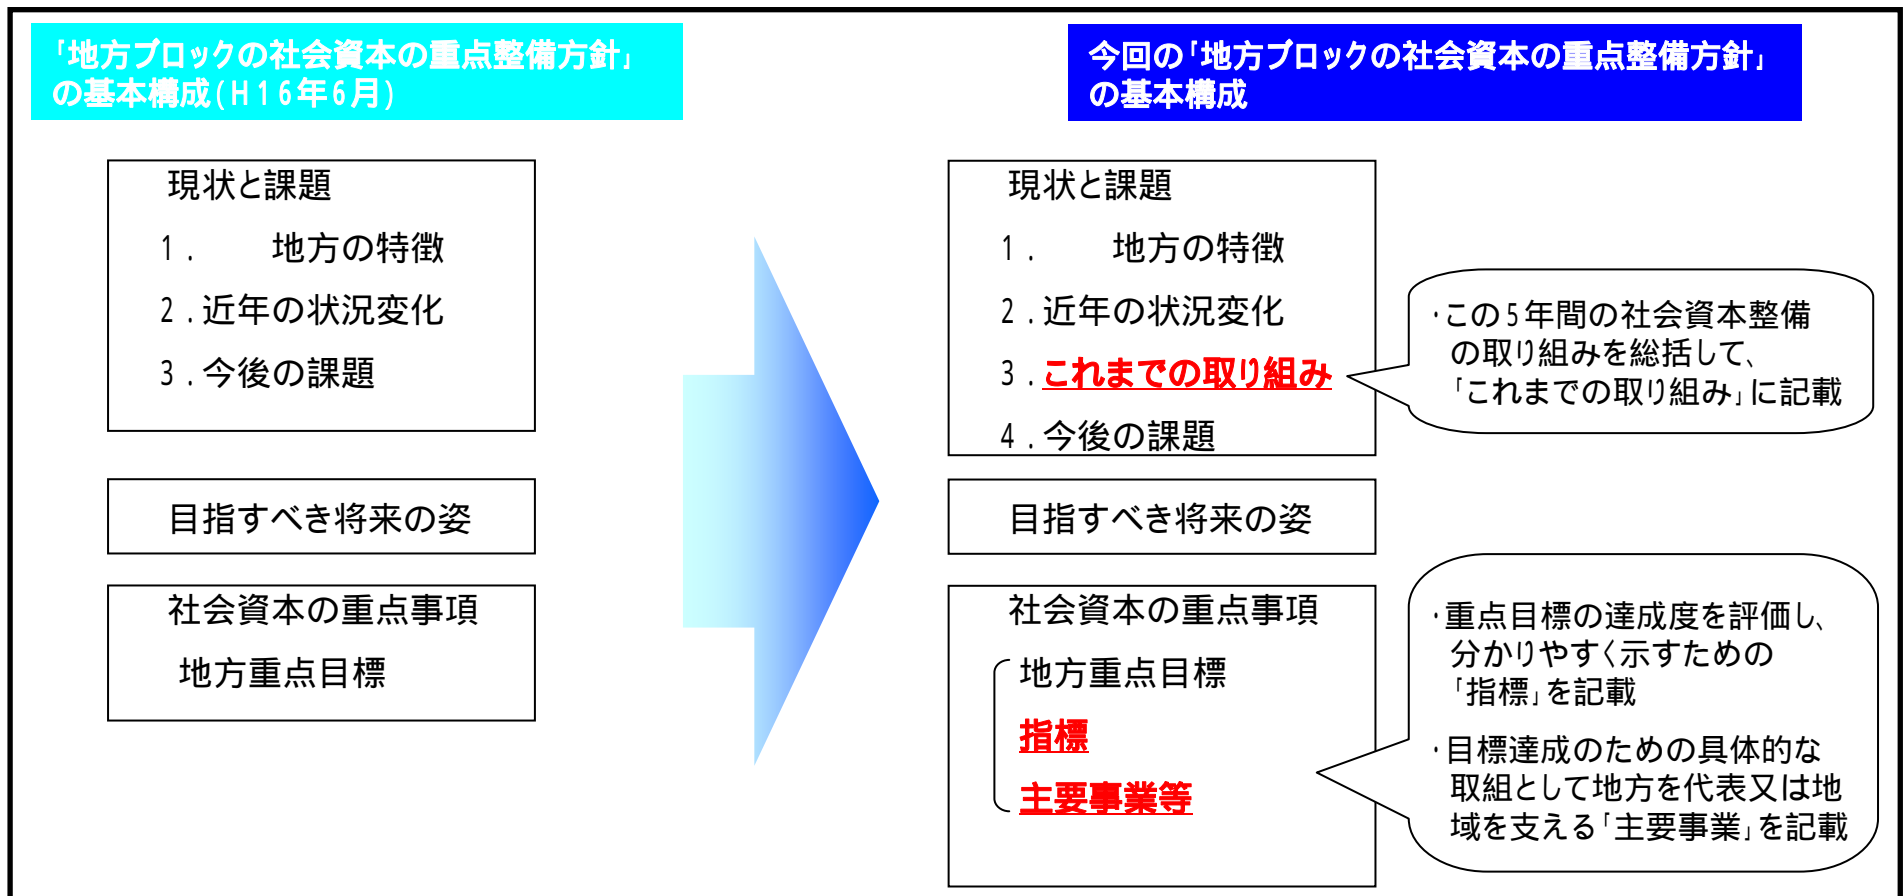 「地方ブロックの社会資本の重点整備方針」
の基本構成(H16年6月)
現状と課題
1. 地方の特徴
2.近年の状況変化
3.今後の課題
目指すべき将来の姿
社会資本の重点事項
地方重点目標
今回の「地方ブロックの社会資本の重点整備方針」
の基本構成
現状と課題
1. 地方の特徴
2.近年の状況変化
3.これまでの取り組み
4.今後の課題
・この5年間の社会資本整備
の取り組みを総括して、
「これまでの取り組み」に記載
目指すべき将来の姿
社会資本の重点事項
地方重点目標
指標
主要事業等
・重点目標の達成度を評価し、
分かりやすく示すための
「指標」を記載
・目標達成のための具体的な
取組として地方を代表又は地
域を支える「主要事業」を記載